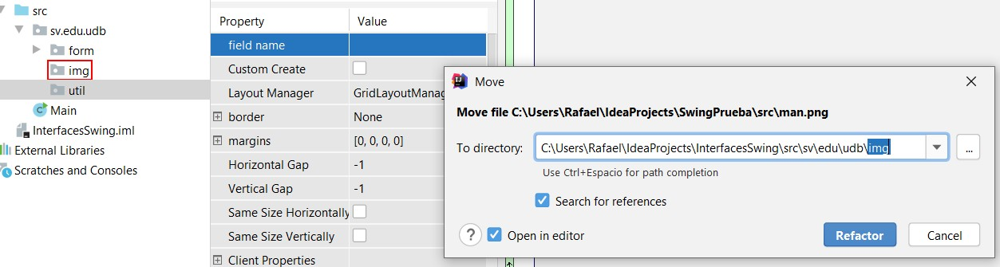 src
sv.edu.udb
form
img
util
Main
InterfacesSwing.iml
External Libraries
Scratches and Consoles
Property Value
field name
Custom Create
Layout Manager GridLayoutManag
border None
margins [0, 0, 0, 0]
Horizontal Gap -1
Vertical Gap -1
Same Size Horizontally
Same Size Vertically
Client Properties
Move
Move file C:\Users\Rafael\IdeaProjects\SwingPrueba\src\man.png
To directory: C:\Users\Rafael\IdeaProjects\InterfacesSwing\src\sv\edu\udb\img ...
Use Ctrl+Espacio for path completion
Search for references
? Open in editor Refactor Cancel